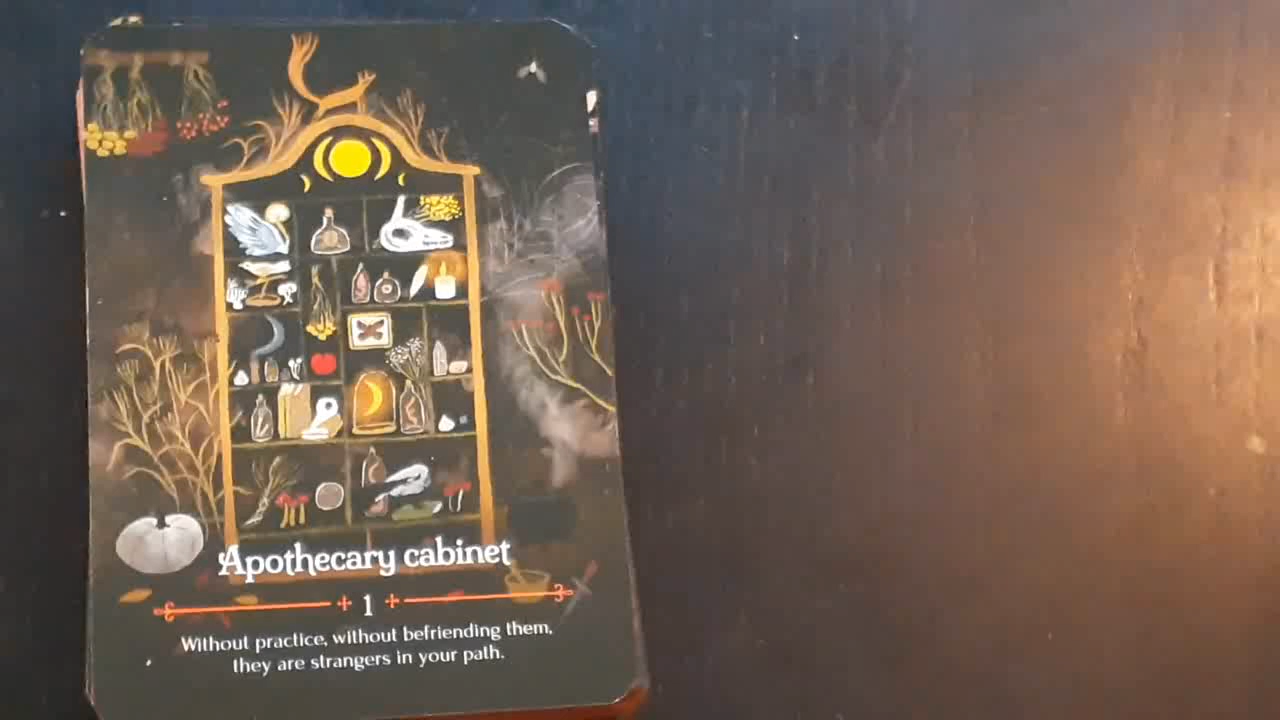 Apothecary cabinet
1
Without practice, without befriending them,
they are strangers in your path.